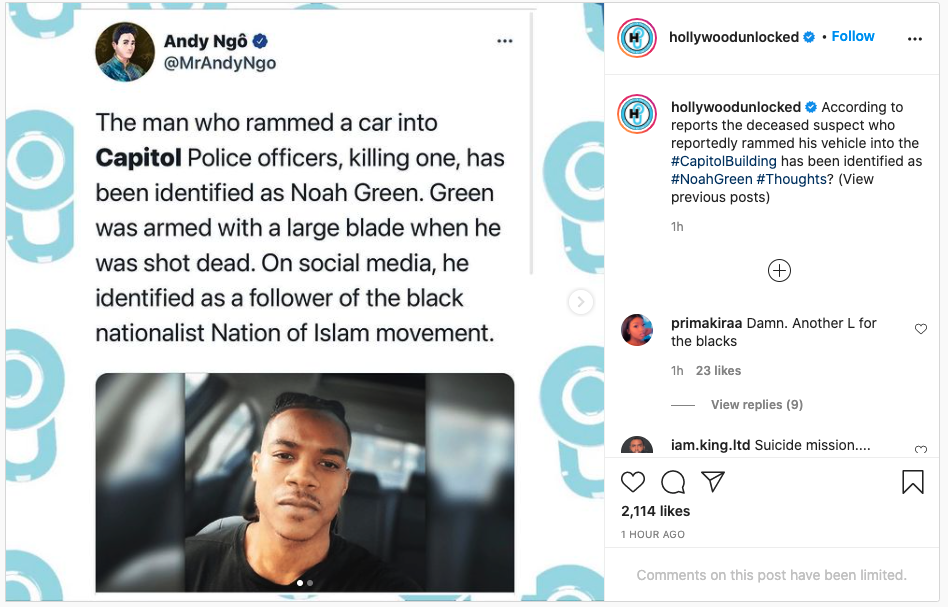 Andy Ngô
@MrAndyNgo
The man who rammed a car into
Capitol Police officers, killing one, has
been identified as Noah Green. Green
was armed with a large blade when he
was shot dead. On social media, he
identified as a follower of the black
nationalist Nation of Islam movement.
H
hollywoodunlocked • Follow
H
hollywoodunlocked According to
reports the deceased suspect who
reportedly rammed his vehicle into the
#CapitolBuilding has been identified as
#NoahGreen #Thoughts? (View
previous posts)
1h
primakiraa Damn. Another L for
the blacks
1h 23 likes
View replies (9)
iam.king.ltd Suicide mission....
2,114 likes
1 HOUR AGO
Comments on this post have been limited.